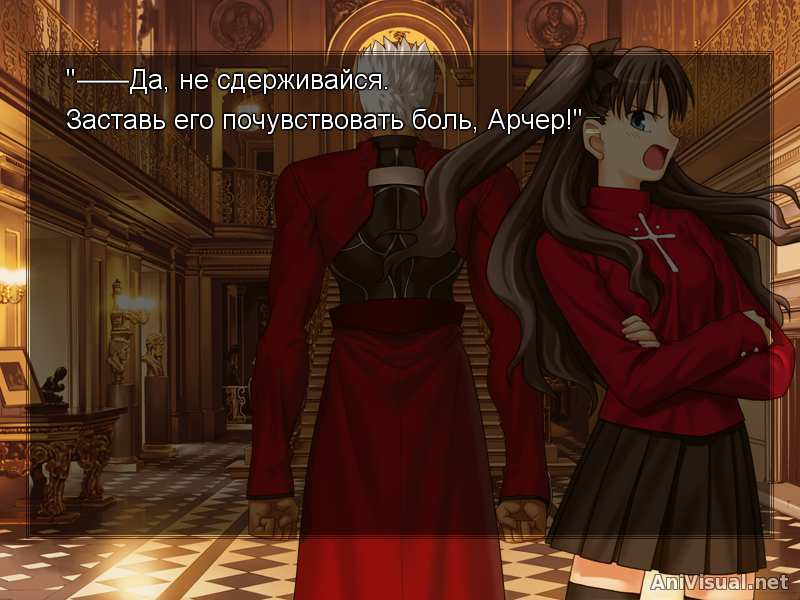 "——Да, не сдерживайся.
Заставь его почувствовать боль, Арчер!"
AniVisual.net